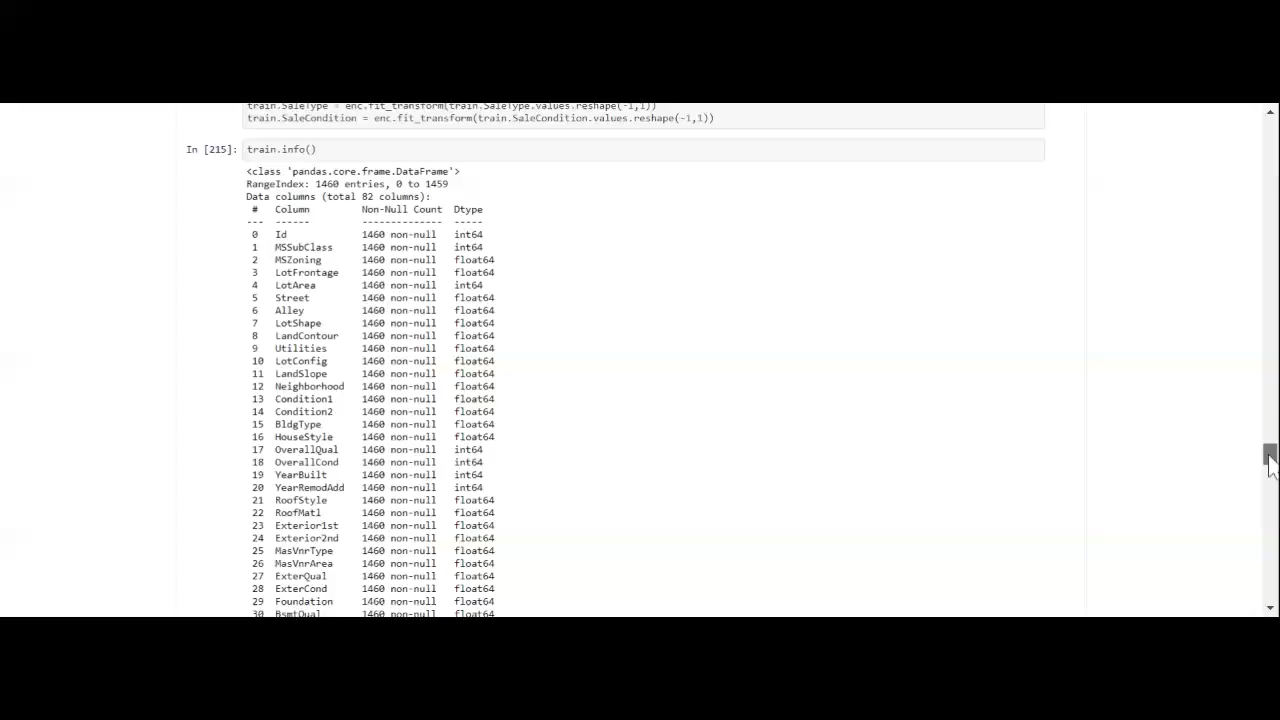 train.SaleType = enc.fit_transform(train.SaleType.values.reshape(-1,1))
train.SaleCondition = enc.fit_transform(train.SaleCondition.values.reshape(-1,1))
In [215]: train.info()
<class 'pandas.core.frame.DataFrame'>
RangeIndex: 1460 entries, 0 to 1459
Data columns (total 82 columns):
# Column Non-Null Count Dtype
--- ------ -------------- -----
0 Id 1460 non-null int64
1 MSSubClass 1460 non-null int64
2 MSZoning 1460 non-null float64
3 LotFrontage 1460 non-null float64
4 LotArea 1460 non-null int64
5 Street 1460 non-null float64
6 Alley 1460 non-null float64
7 LotShape 1460 non-null float64
8 LandContour 1460 non-null float64
9 Utilities 1460 non-null float64
10 LotConfig 1460 non-null float64
11 LandSlope 1460 non-null float64
12 Neighborhood 1460 non-null float64
13 Condition1 1460 non-null float64
14 Condition2 1460 non-null float64
15 BldgType 1460 non-null float64
16 HouseStyle 1460 non-null float64
17 OverallQual 1460 non-null int64
18 OverallCond 1460 non-null int64
19 YearBuilt 1460 non-null int64
20 YearRemodAdd 1460 non-null int64
21 RoofStyle 1460 non-null float64
22 RoofMatl 1460 non-null float64
23 Exterior1st 1460 non-null float64
24 Exterior2nd 1460 non-null float64
25 MasVnrType 1460 non-null float64
26 MasVnrArea 1460 non-null float64
27 ExterQual 1460 non-null float64
28 ExterCond 1460 non-null float64
29 Foundation 1460 non-null float64
30 BsmtQual 1460 non-null float64